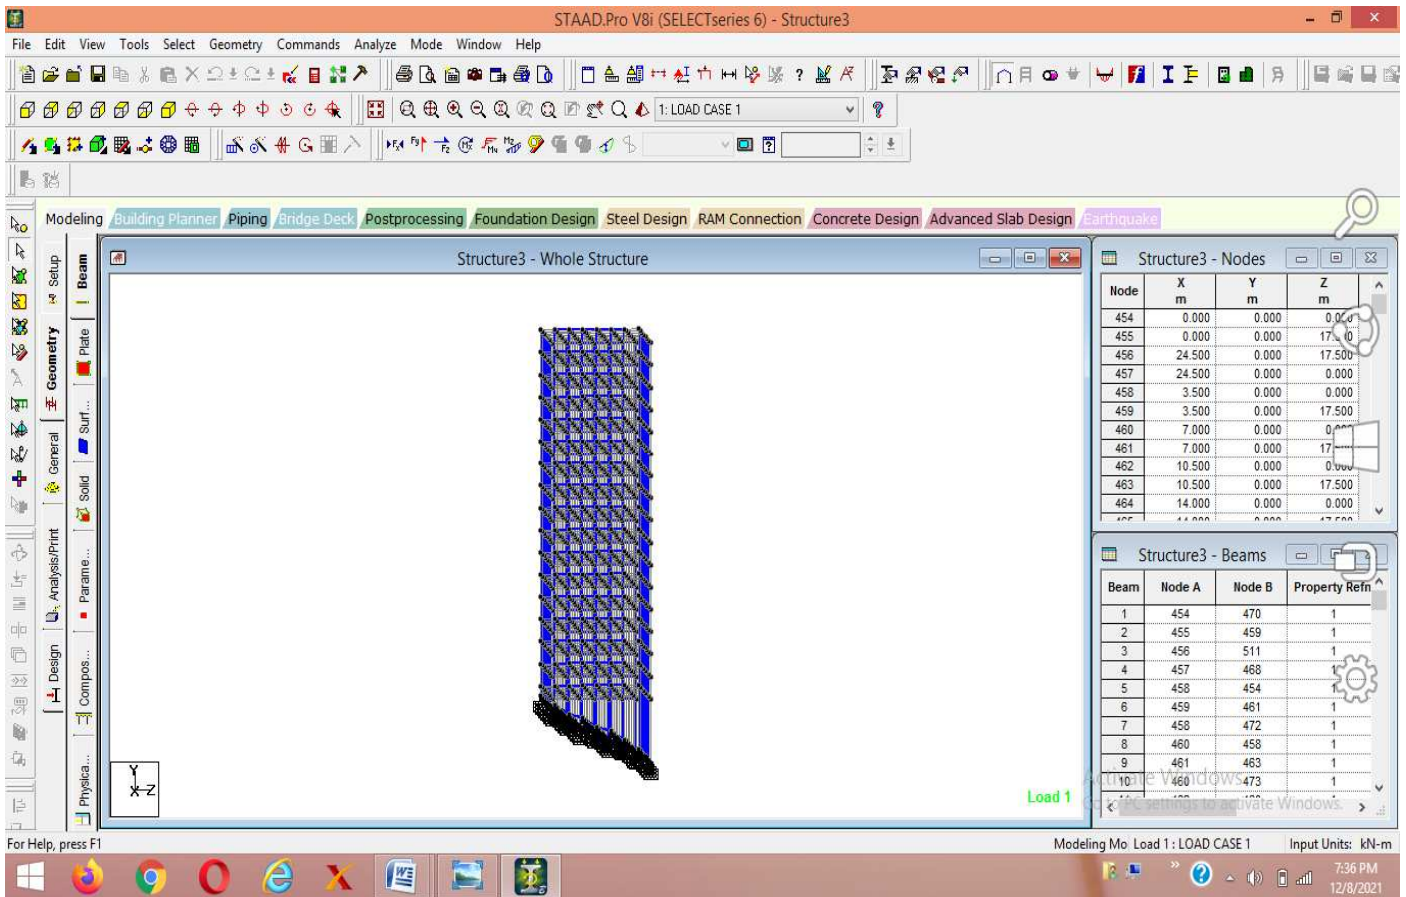 STAAD.Pro V8i (SELECTseries 6) - Structure3
File Edit View Tools Select Geometry Commands Analyze Mode Window Help
1: LOAD CASE 1
Modeling Building Planner Piping Bridge Deck Postprocessing Foundation Design Steel Design RAM Connection Concrete Design Advanced Slab Design Earthquake
Setup
Geometry
General
Analysis/Print
Design
Beam
Plate
Surf...
Solid
Parame...
Compos...
Physica...
Structure3 - Whole Structure
Y
X Z
Load 1
Structure3 - Nodes
Node X m Y m Z m
454 0.000 0.000
455 0.000 0.000
456 24.500 0.000 17.500
457 24.500 0.000 0.000
458 3.500 0.000 0.000
459 3.500 0.000 17.500
460 7.000 0.000
461 7.000 0.000
462 10.500 0.000 0.000
463 10.500 0.000 17.500
464 14.000 0.000 0.000
Structure3 - Beams
Beam Node A Node B Property Refn
1 454 470 1
2 455 459 1
3 456 511 1
4 457 468 1
5 458 454 1
6 459 461 1
7 458 472 1
8 460 458 1
9 461 463 1
10 460 473 1
Activate Windows
Go to PC settings to activate Windows.
For Help, press F1
Modeling Mo Load 1 : LOAD CASE 1 Input Units: kN-m
7:36 PM
12/8/2021